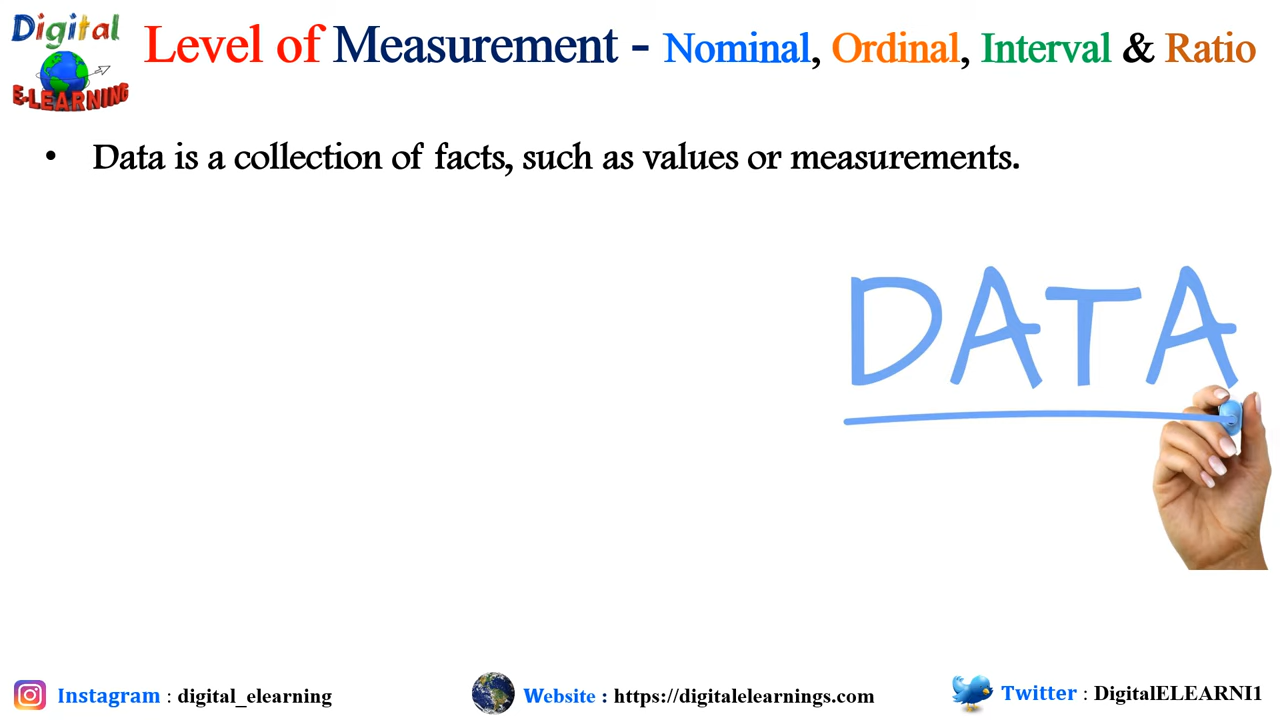 Digital
E-LEARNING
Level of Measurement - Nominal, Ordinal, Interval & Ratio
• Data is a collection of facts, such as values or measurements.
DATA
Instagram : digital_elearning
Website : https://digitalelearnings.com
Twitter : DigitalELEARNI1